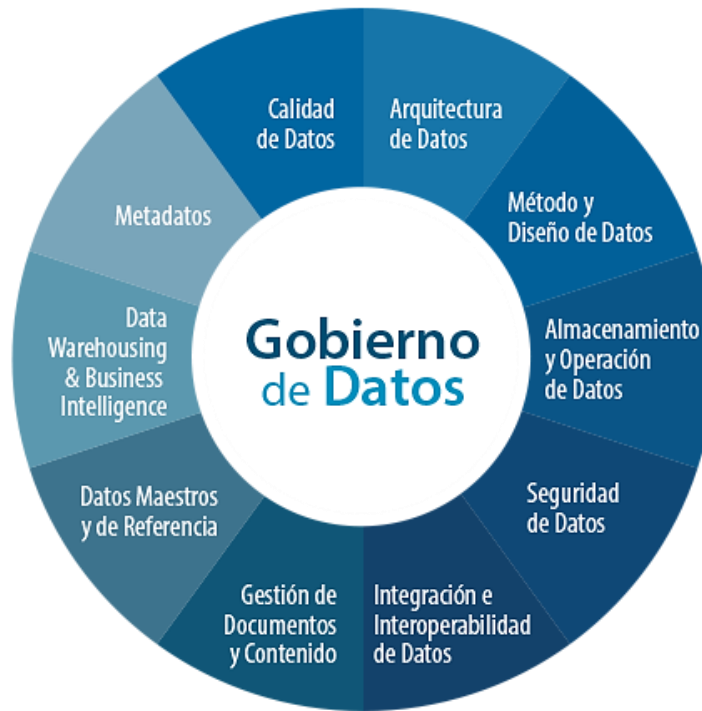 Calidad
de Datos
Arquitectura
de Datos
Método y
Diseño de Datos
Almacenamiento
y Operación
de Datos
Seguridad
de Datos
Integración e
Interoperabilidad
de Datos
Gestión de
Documentos
y Contenido
Datos Maestros
y de Referencia
Data
Warehousing
& Business
Intelligence
Metadatos
Gobierno
de Datos